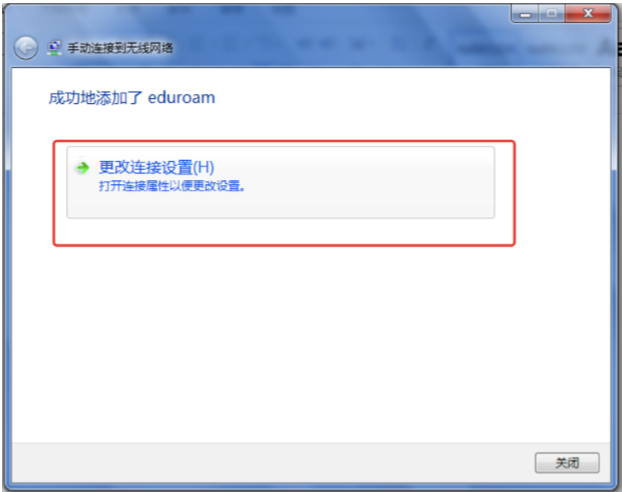 手动连接到无线网络
成功地添加了 eduroam
更改连接设置(H)
打开连接属性以便更改设置。
关闭